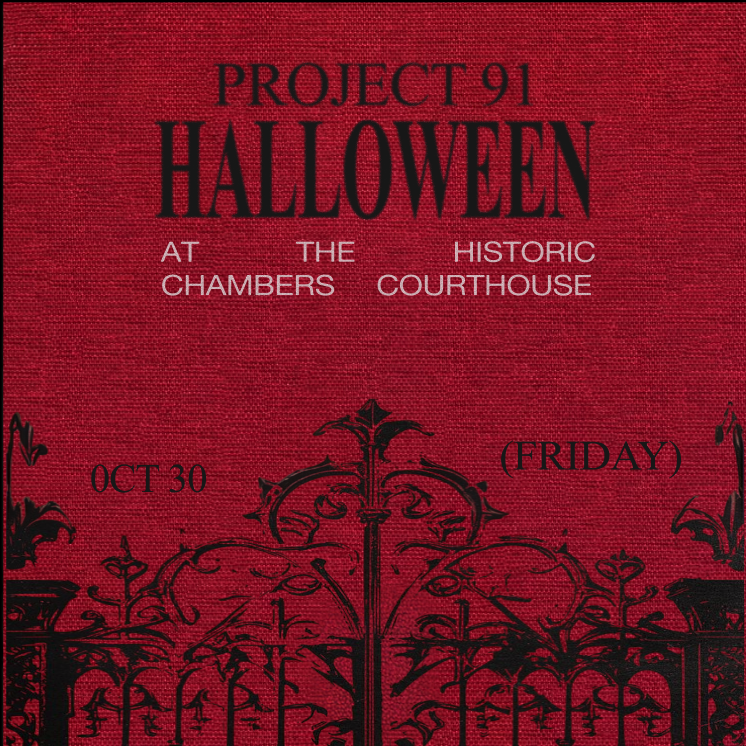 PROJECT 91
HALLOWEEN
AT THE HISTORIC
CHAMBERS COURTHOUSE
0CT 30
(FRIDAY)